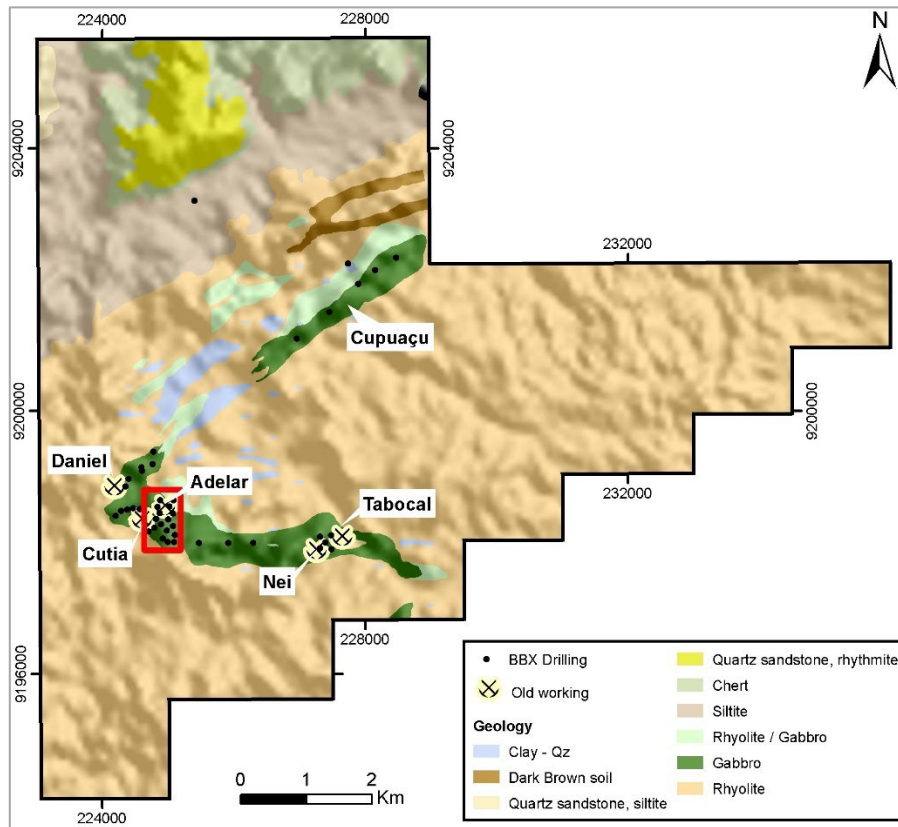 224000
228000
N
9204000
9204000
232000
Cupuaçu
9200000
9200000
Daniel
Adelar
Tabocal
232000
Cutia
Nei
228000
9196000
BBX Drilling
Old working
Geology
Clay - Qz
Dark Brown soil
Quartz sandstone, siltite
Quartz sandstone, rhythmite
Chert
Siltite
Rhyolite / Gabbro
Gabbro
Rhyolite
0 1 2
Km
224000